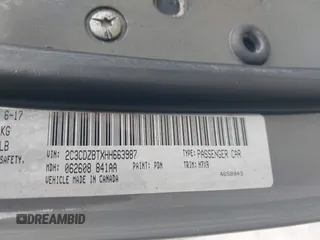 6-17
KG
LB
SAFETY.
VIN: 2C3CDZBTXHH663987 TYPE: PASSENGER CAR
MDH: 062608 841AA PAINT: PDN TRIM: H7V9
VEHICLE MADE IN CANADA
DREAMBID